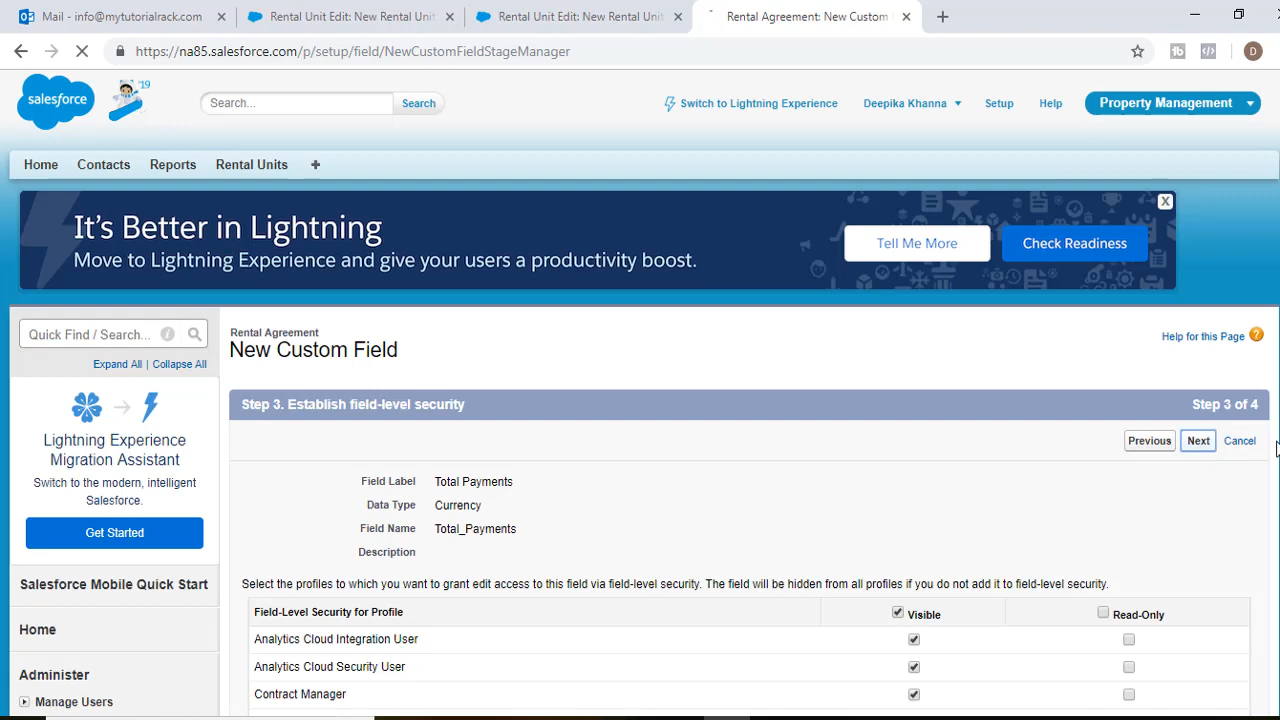 Mail - info@mytutorialrack.com
Rental Unit Edit: New Rental Unit
Rental Unit Edit: New Rental Unit
Rental Agreement: New Custom
https://na85.salesforce.com/p/setup/field/NewCustomFieldStageManager
D
salesforce
'19
Search...
Search
Switch to Lightning Experience
Deepika Khanna
Setup
Help
Property Management
Home
Contacts
Reports
Rental Units
+
It's Better in Lightning
Move to Lightning Experience and give your users a productivity boost.
Tell Me More
Check Readiness
X
Quick Find / Search...
Expand All | Collapse All
Lightning Experience
Migration Assistant
Switch to the modern, intelligent
Salesforce.
Get Started
Salesforce Mobile Quick Start
Home
Administer
Manage Users
Rental Agreement
New Custom Field
Help for this Page
Step 3. Establish field-level security
Step 3 of 4
Previous
Next
Cancel
Field Label Total Payments
Data Type Currency
Field Name Total_Payments
Description
Select the profiles to which you want to grant edit access to this field via field-level security. The field will be hidden from all profiles if you do not add it to field-level security.
Field-Level Security for Profile
Visible
Read-Only
Analytics Cloud Integration User
Analytics Cloud Security User
Contract Manager